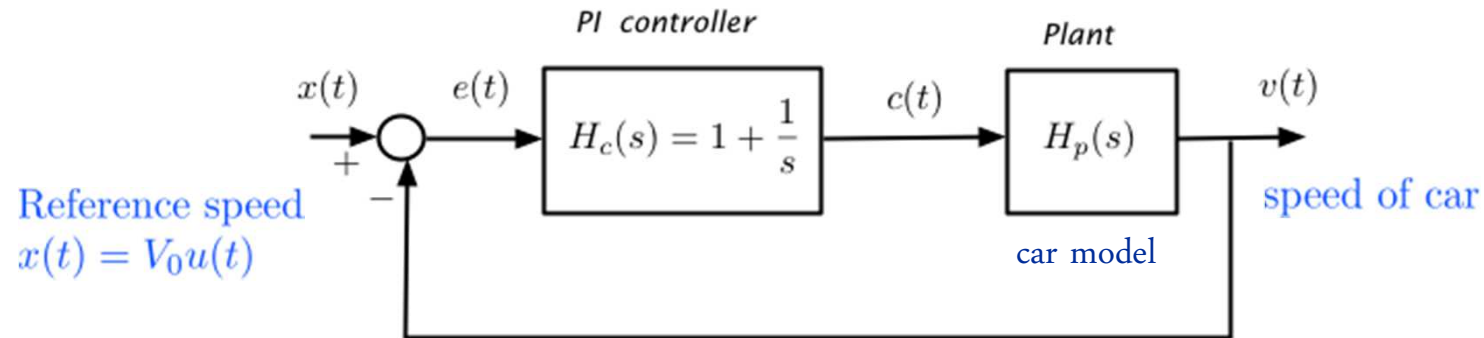 PI controller
Plant
x(t)
e(t)
H_c(s) = 1 + 1/s
c(t)
H_p(s)
v(t)
+
−
Reference speed
x(t) = V_0u(t)
speed of car
car model